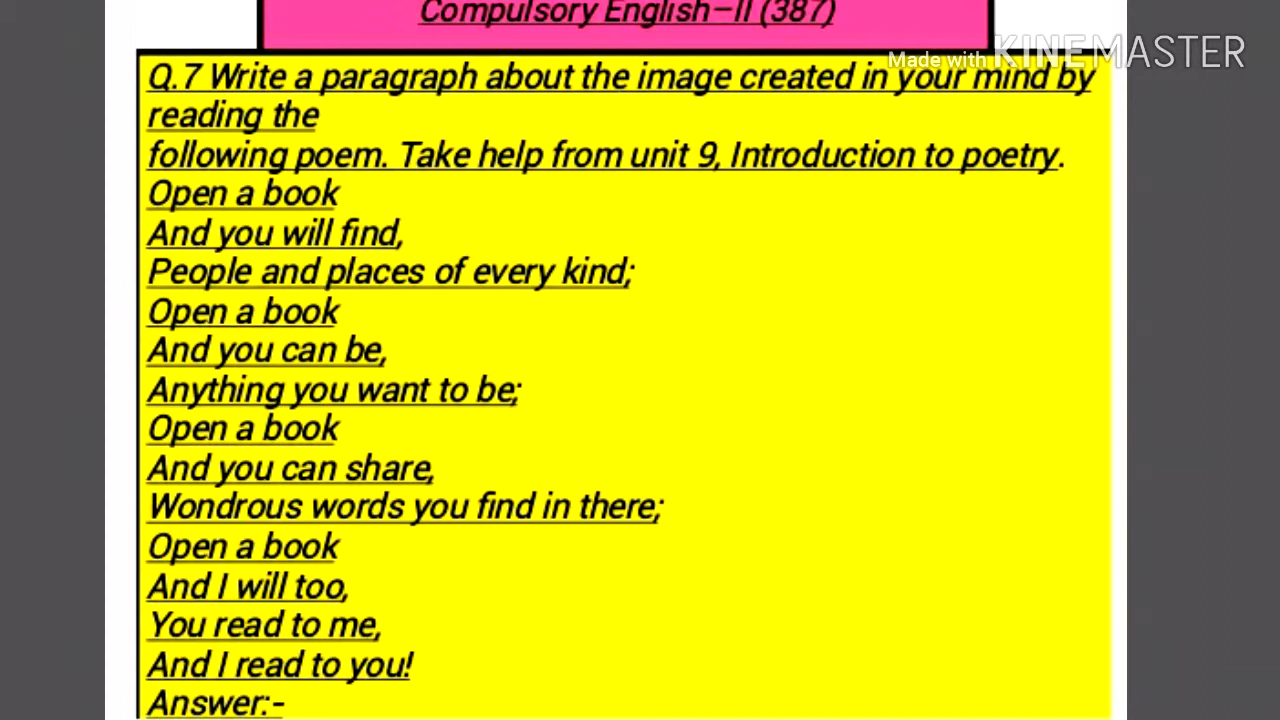 Compulsory English–II (387)
Made with KINEMASTER
Q.7 Write a paragraph about the image created in your mind by
reading the
following poem. Take help from unit 9, Introduction to poetry.
Open a book
And you will find,
People and places of every kind;
Open a book
And you can be,
Anything you want to be;
Open a book
And you can share,
Wondrous words you find in there;
Open a book
And I will too,
You read to me,
And I read to you!
Answer:-